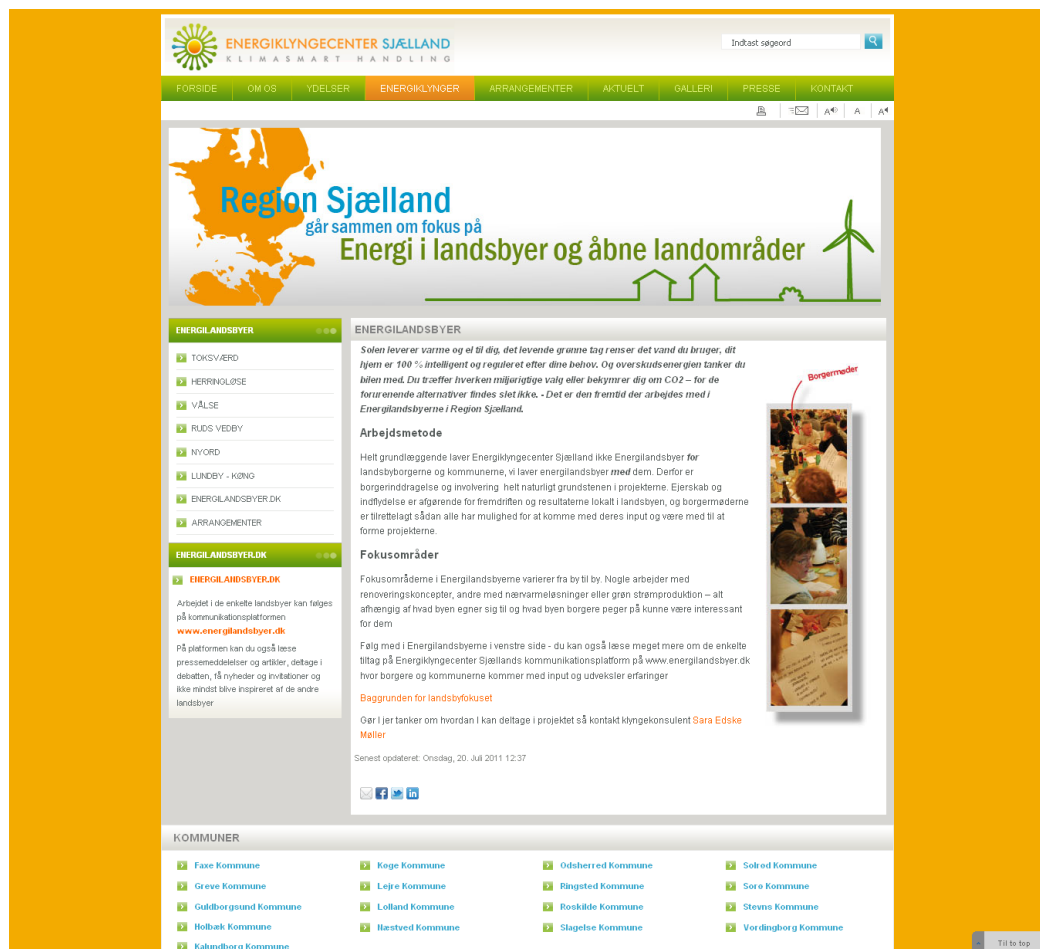 ENERGIKLYNGECENTER SJÆLLAND
KLIMASMART HANDLING
Indtast søgeord
FORSIDE OM OS YDELSER ENERGIKLYNGER ARRANGEMENTER AKTUELT GALLERI PRESSE KONTAKT
A A A
Region Sjælland
går sammen om fokus på
Energi i landsbyer og åbne landområder
ENERGILANDSBYER
TOKSVÆRD
HERRINGLØSE
VÅLSE
RUDS VEDBY
NYORD
LUNDBY - KØNG
ENERGILANDSBYER.DK
ARRANGEMENTER
ENERGILANDSBYER.DK
ENERGILANDSBYER.DK
Arbejdet i de enkelte landsbyer kan følges
på kommunikationsplatformen
www.energilandsbyer.dk
På platformen kan du også læse
pressemeddelelser og artikler, deltage i
debatten, få nyheder og invitationer og
ikke mindst blive inspireret af de andre
landsbyer
ENERGILANDSBYER
Solen leverer varme og el til dig, det levende grønne tag renser det vand du bruger, dit
hjem er 100 % intelligent og reguleret efter dine behov. Og overskudsenergien tanker du
bilen med. Du træffer hverken miljørigtige valg eller bekymrer dig om CO2 – for de
forurenende alternativer findes slet ikke. - Det er den fremtid der arbejdes med i
Energilandsbyerne i Region Sjælland.
Borgermøder
Arbejdsmetode
Helt grundlæggende laver Energiklyngecenter Sjælland ikke Energilandsbyer for
landsbyborgerne og kommunerne, vi laver energilandsbyer med dem. Derfor er
borgerinddragelse og involvering helt naturligt grundstenen i projekterne. Ejerskab og
indflydelse er afgørende for fremdriften og resultaterne lokalt i landsbyen, og borgermøderne
er tilrettelagt sådan alle har mulighed for at komme med deres input og være med til at
forme projekterne.
Fokusområder
Fokusområderne i Energilandsbyerne varierer fra by til by. Nogle arbejder med
renoveringskoncepter, andre med nærvarmeløsninger eller grøn strømproduktion – alt
afhængig af hvad byen egner sig til og hvad byen borgere peger på kunne være interessant
for dem
Følg med i Energilandsbyerne i venstre side - du kan også læse meget mere om de enkelte
tiltag på Energiklyngecenter Sjællands kommunikationsplatform på www.energilandsbyer.dk
hvor borgere og kommunerne kommer med input og udveksler erfaringer
Baggrunden for landsbyfokuset
Gør I jer tanker om hvordan I kan deltage i projektet så kontakt klyngekonsulent Sara Edske
Møller
Senest opdateret: Onsdag, 20. Juli 2011 12:37
KOMMUNER
Faxe Kommune
Greve Kommune
Guldborgsund Kommune
Holbæk Kommune
Kalundborg Kommune
Køge Kommune
Lejre Kommune
Lolland Kommune
Næstved Kommune
Odsherred Kommune
Ringsted Kommune
Roskilde Kommune
Slagelse Kommune
Solrød Kommune
Sorø Kommune
Stevns Kommune
Vordingborg Kommune
Til to top